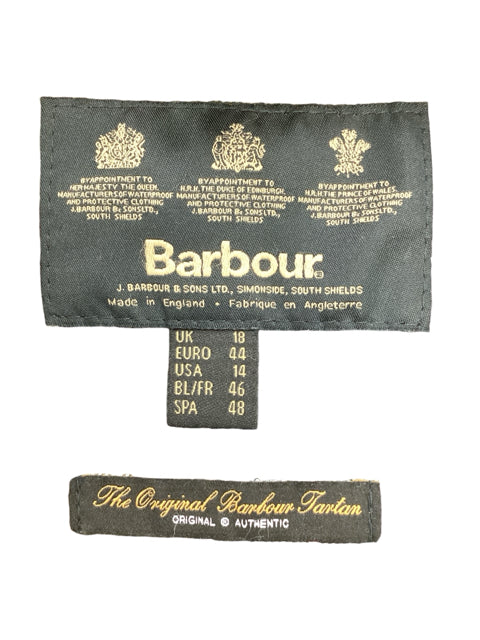 BY APPOINTMENT TO
HER MAJESTY THE QUEEN,
MANUFACTURERS OF WATERPROOF
AND PROTECTIVE CLOTHING
J. BARBOUR & SONS LTD.,
SOUTH SHIELDS
BY APPOINTMENT TO
H.R.H. THE DUKE OF EDINBURGH,
MANUFACTURERS OF WATERPROOF
AND PROTECTIVE CLOTHING
J. BARBOUR & SONS LTD.,
SOUTH SHIELDS
BY APPOINTMENT TO
H.R.H. THE PRINCE OF WALES,
MANUFACTURERS OF WATERPROOF
AND PROTECTIVE CLOTHING
J. BARBOUR & SONS LTD.,
SOUTH SHIELDS
Barbour®
J. BARBOUR & SONS LTD., SIMONSIDE, SOUTH SHIELDS
Made in England • Fabrique en Angleterre
UK 18
EURO 44
USA 14
BL/FR 46
SPA 48
The Original Barbour Tartan
ORIGINAL ® AUTHENTIC